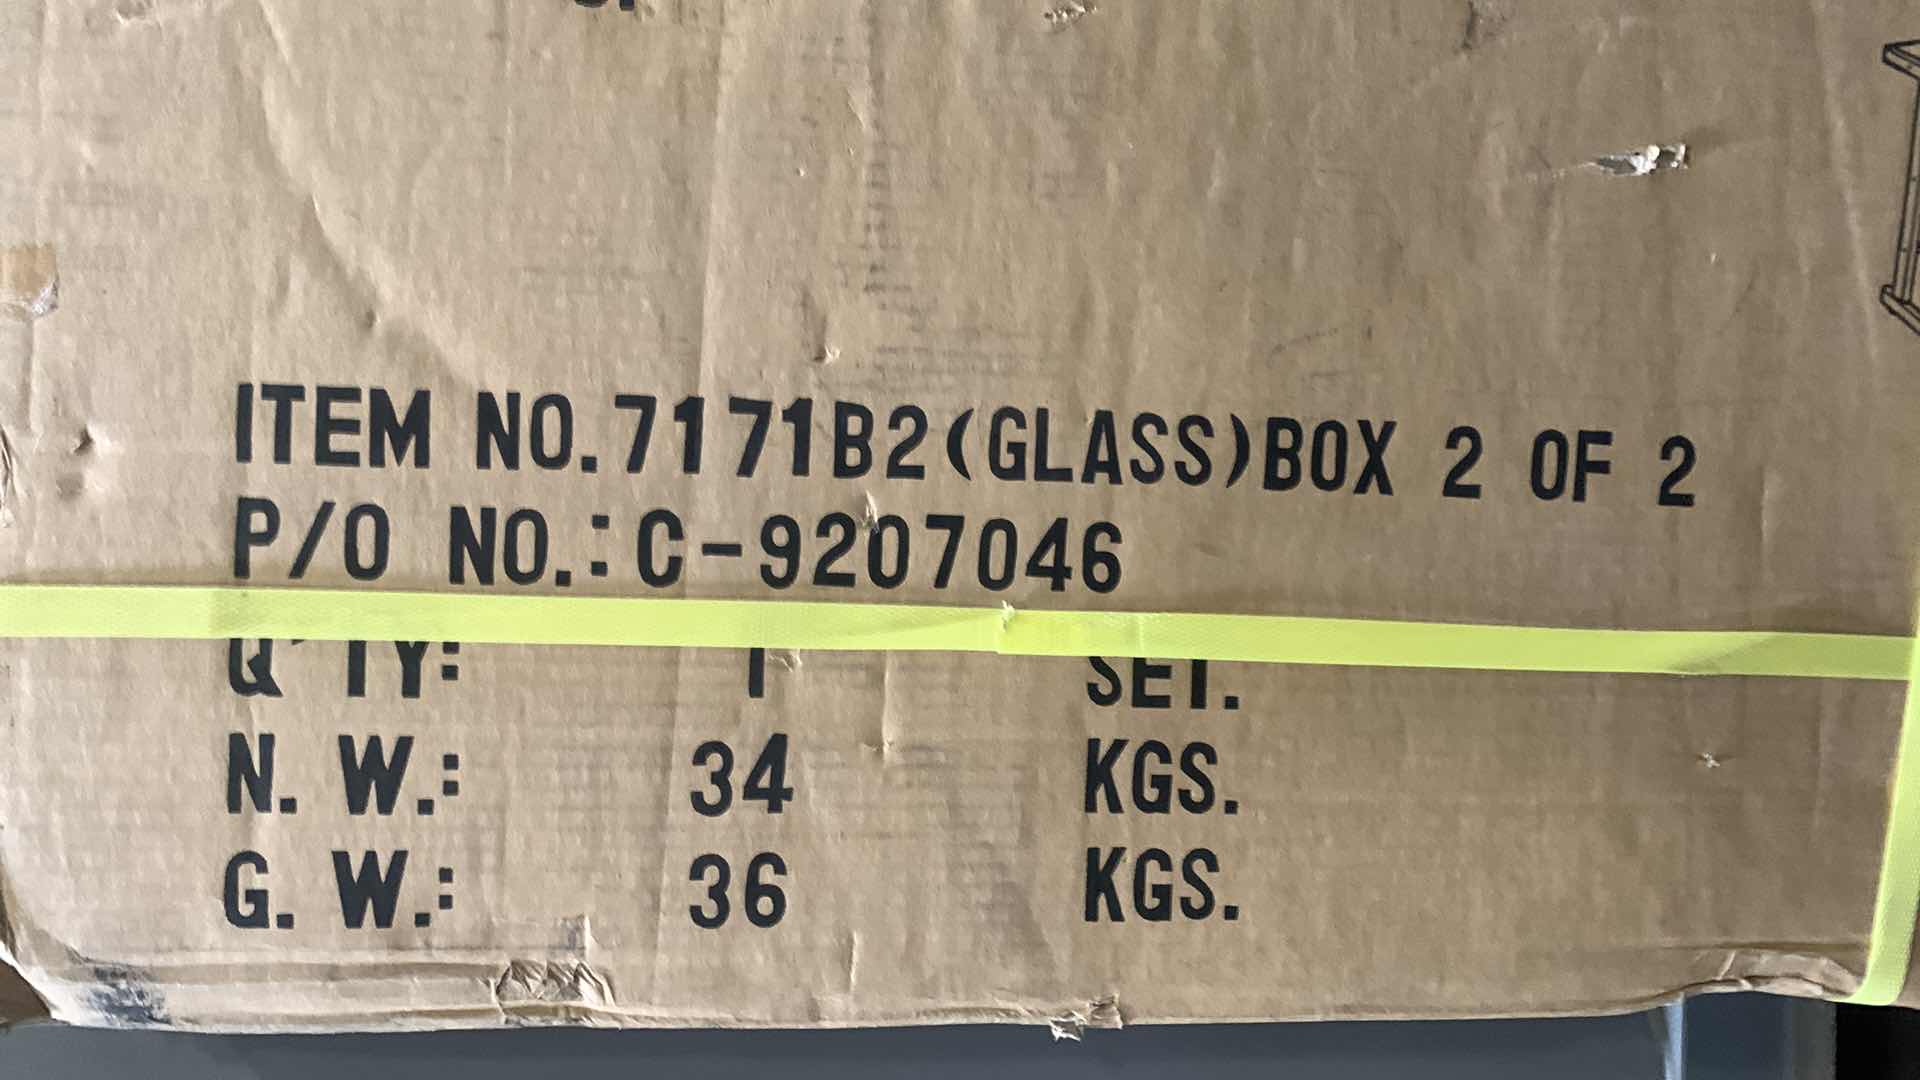 ITEM NO.7171B2(GLASS)BOX 2 OF 2
P/O NO.:C-9207046
Q'TY: 1 SET.
N. W.: 34 KGS.
G. W.: 36 KGS.